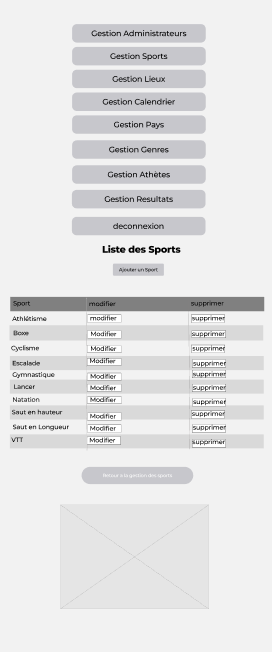 Gestion Administrateurs
Gestion Sports
Gestion Lieux
Gestion Calendrier
Gestion Pays
Gestion Genres
Gestion Athètes
Gestion Resultats
deconnexion
Liste des Sports
Ajouter un Sport
Sport modifier supprimer
Athlétisme modifier supprimer
Boxe Modifier supprimer
Cyclisme Modifier supprimer
Escalade Modifier supprimer
Gymnastique Modifier supprimer
Lancer Modifier supprimer
Natation Modifier supprimer
Saut en hauteur Modifier supprimer
Saut en Longueur Modifier supprimer
VTT Modifier supprimer
Retour à la gestion des sports